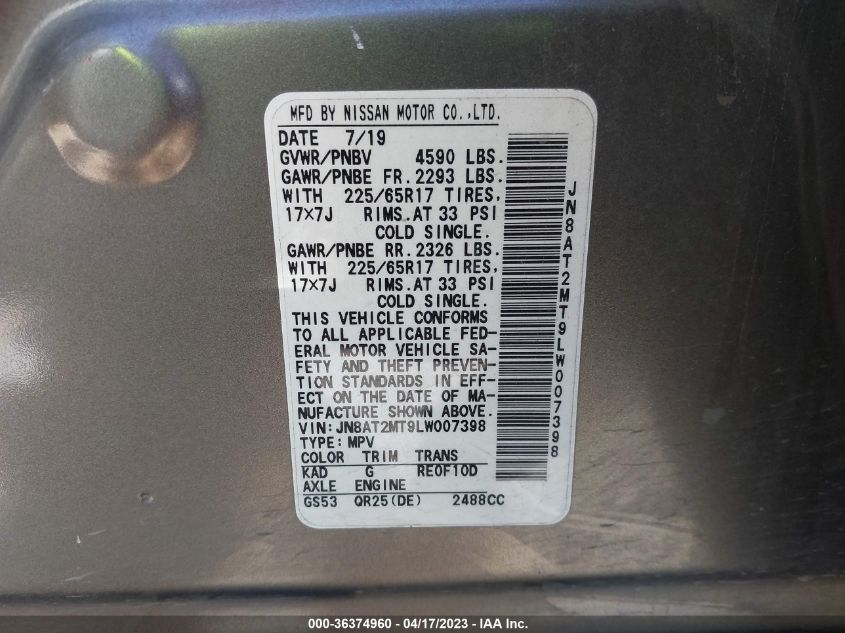 MFD BY NISSAN MOTOR CO.,LTD.
DATE 7/19
GVWR/PNBV 4590 LBS.
GAWR/PNBE FR. 2293 LBS.
WITH 225/65R17 TIRES,
17×7J RIMS.AT 33 PSI
COLD SINGLE.
GAWR/PNBE RR. 2326 LBS.
WITH 225/65R17 TIRES,
17×7J RIMS.AT 33 PSI
COLD SINGLE.
THIS VEHICLE CONFORMS
TO ALL APPLICABLE FED-
ERAL MOTOR VEHICLE SA-
FETY AND THEFT PREVEN-
TION STANDARDS IN EFF-
ECT ON THE DATE OF MA-
NUFACTURE SHOWN ABOVE.
VIN: JN8AT2MT9LW007398
TYPE: MPV
COLOR TRIM TRANS
KAD G RE0F10D
AXLE ENGINE
GS53 QR25(DE) 2488CC
JN8AT2MT9LW007398
000-36374960 - 04/17/2023 - IAA Inc.